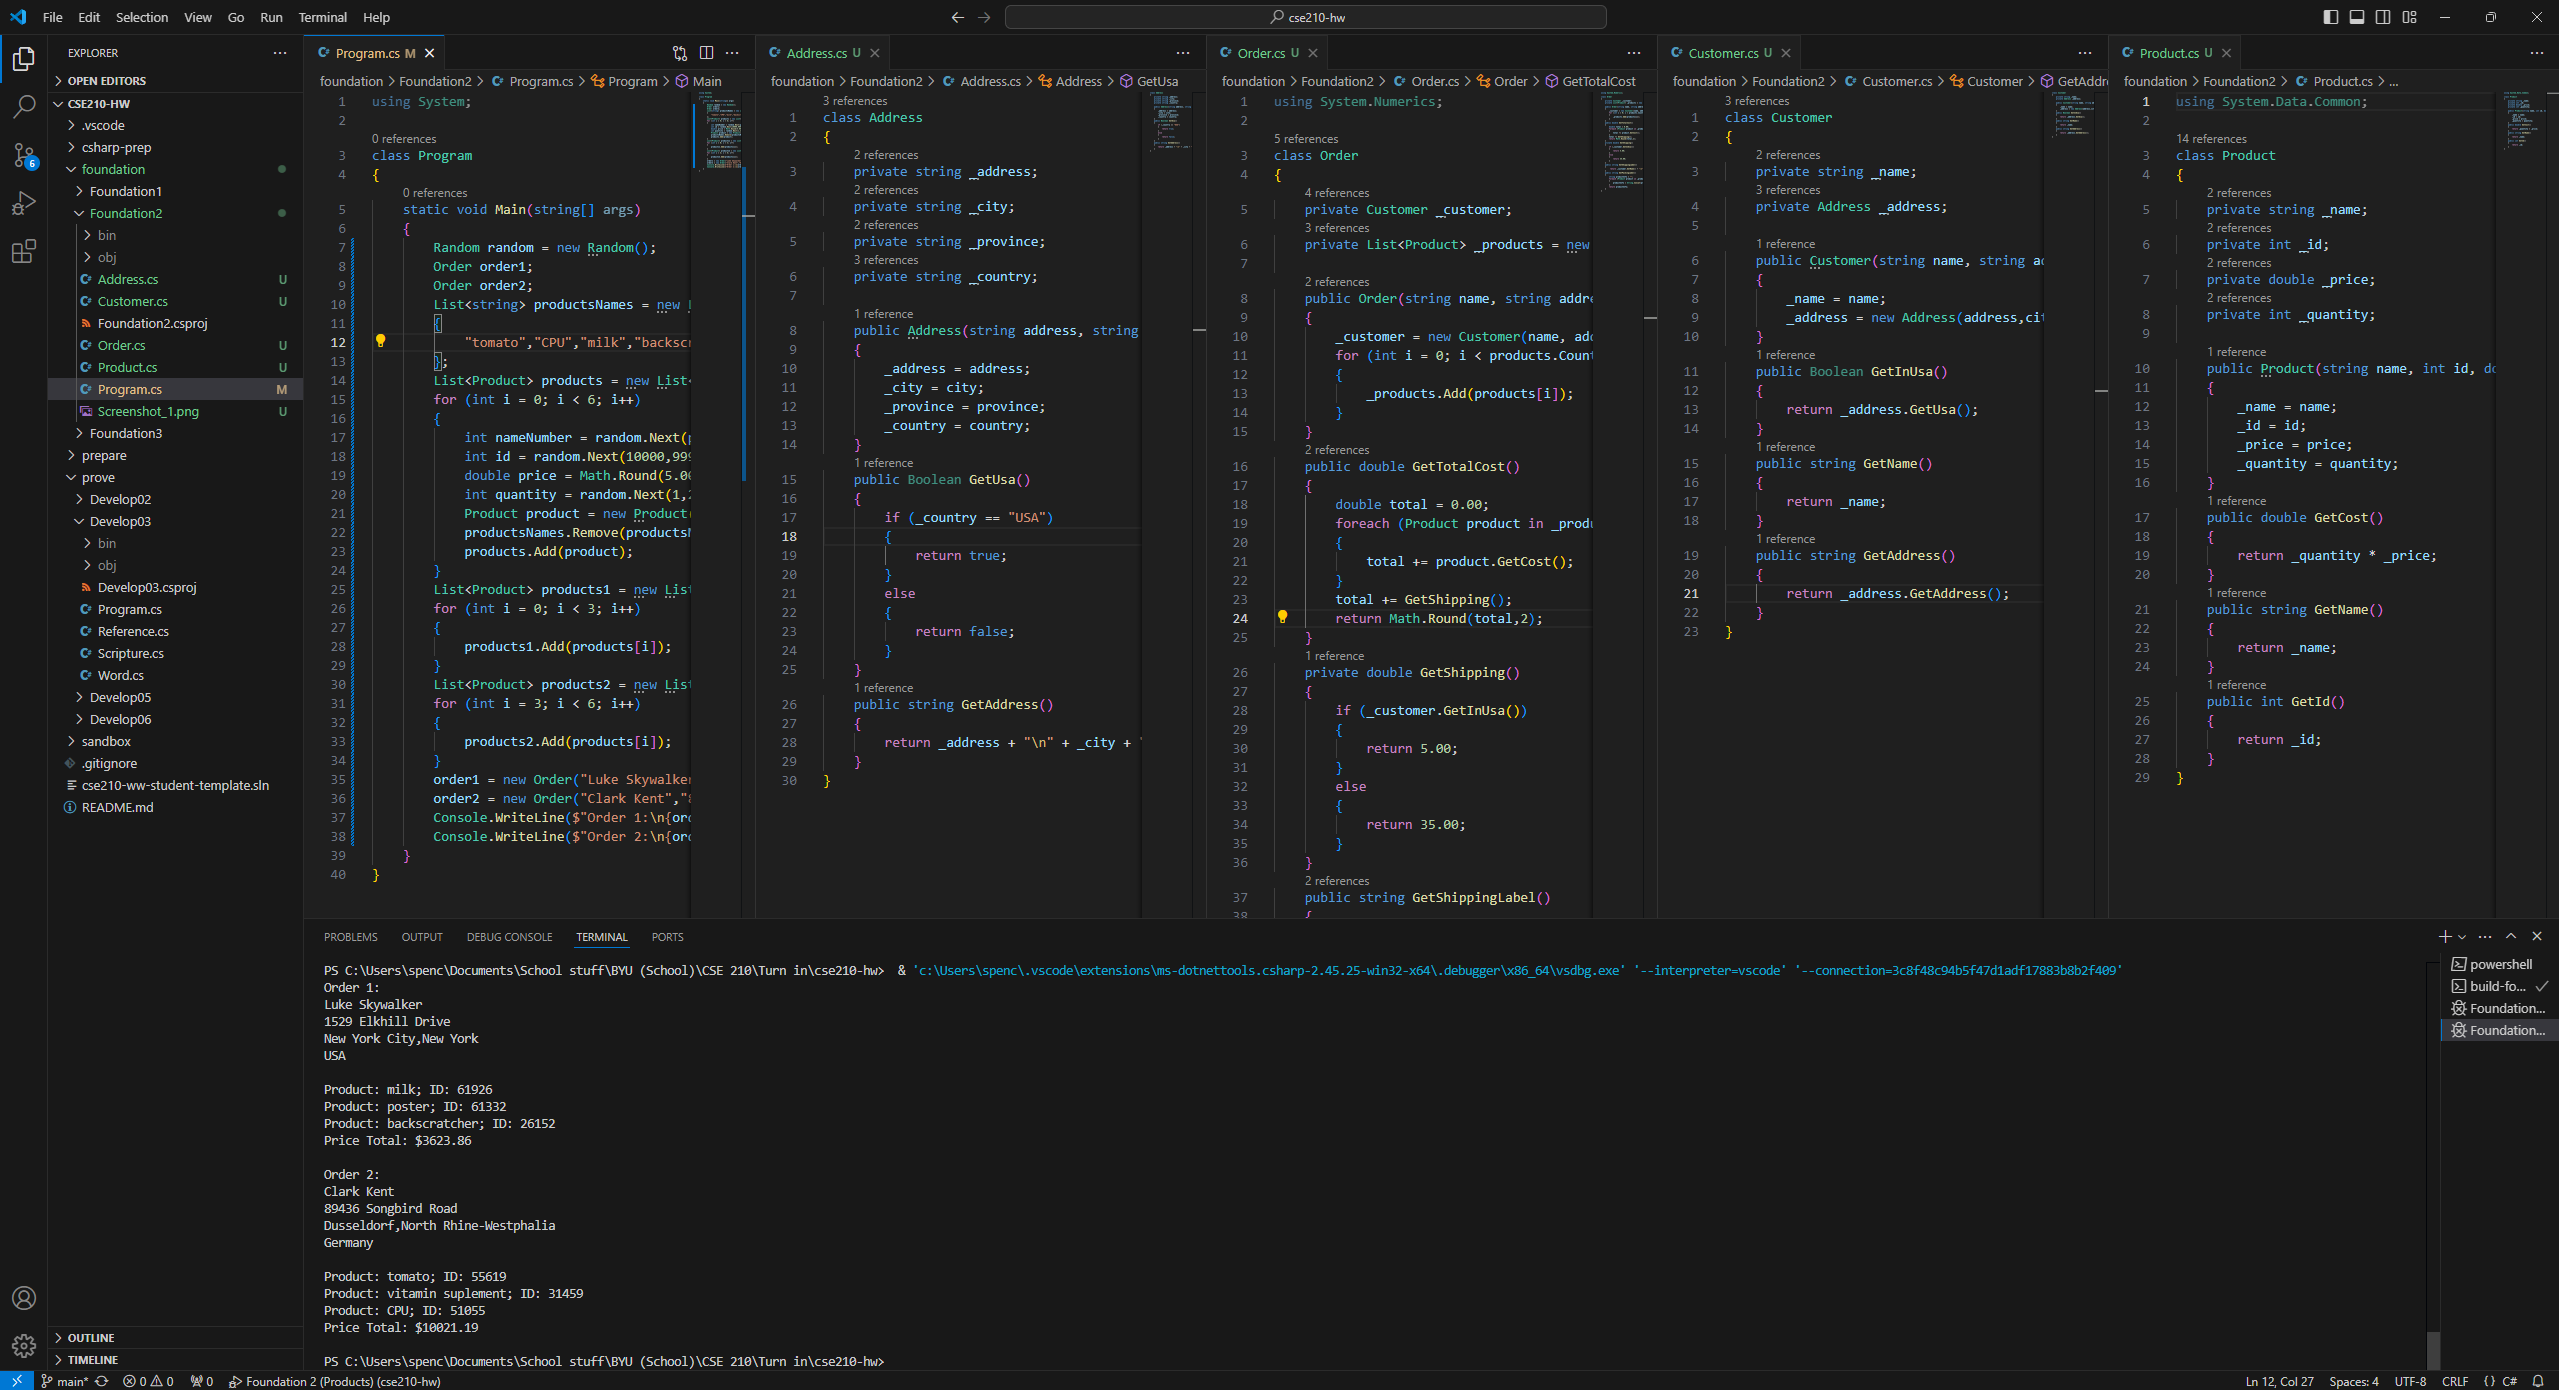 File Edit Selection View Go Run Terminal Help
cse210-hw
EXPLORER
OPEN EDITORS
CSE210-HW
.vscode
csharp-prep
foundation
Foundation1
Foundation2
bin
obj
Address.cs U
Customer.cs U
Foundation2.csproj
Order.cs U
Product.cs U
Program.cs M
Screenshot_1.png U
Foundation3
prepare
prove
Develop02
Develop03
bin
obj
Develop03.csproj
Program.cs
Reference.cs
Scripture.cs
Word.cs
Develop05
Develop06
sandbox
.gitignore
cse210-ww-student-template.sln
README.md
OUTLINE
TIMELINE
Program.cs M
foundation > Foundation2 > Program.cs > Program > Main
1 using System;
2
0 references
3 class Program
4 {
0 references
5 static void Main(string[] args)
6 {
7 Random random = new Random();
8 Order order1;
9 Order order2;
10 List<string> productsNames = new
11 {
12 "tomato","CPU","milk","backscr
13 };
14 List<Product> products = new List<
15 for (int i = 0; i < 6; i++)
16 {
17 int nameNumber = random.Next(p
18 int id = random.Next(10000,999
19 double price = Math.Round(5.00
20 int quantity = random.Next(1,2
21 Product product = new Product(
22 productsNames.Remove(productsN
23 products.Add(product);
24 }
25 List<Product> products1 = new List
26 for (int i = 0; i < 3; i++)
27 {
28 products1.Add(products[i]);
29 }
30 List<Product> products2 = new List
31 for (int i = 3; i < 6; i++)
32 {
33 products2.Add(products[i]);
34 }
35 order1 = new Order("Luke Skywalker
36 order2 = new Order("Clark Kent","8
37 Console.WriteLine($"Order 1:\n{ord
38 Console.WriteLine($"Order 2:\n{ord
39 }
40 }
Address.cs U
foundation > Foundation2 > Address.cs > Address > GetUsa
3 references
1 class Address
2 {
2 references
3 private string _address;
2 references
4 private string _city;
2 references
5 private string _province;
3 references
6 private string _country;
7
1 reference
8 public Address(string address, string
9 {
10 _address = address;
11 _city = city;
12 _province = province;
13 _country = country;
14 }
1 reference
15 public Boolean GetUsa()
16 {
17 if (_country == "USA")
18 {
19 return true;
20 }
21 else
22 {
23 return false;
24 }
25 }
1 reference
26 public string GetAddress()
27 {
28 return _address + "\n" + _city + "
29 }
30 }
Order.cs U
foundation > Foundation2 > Order.cs > Order > GetTotalCost
1 using System.Numerics;
2
5 references
3 class Order
4 {
4 references
5 private Customer _customer;
3 references
6 private List<Product> _products = new
7
2 references
8 public Order(string name, string addre
9 {
10 _customer = new Customer(name, add
11 for (int i = 0; i < products.Count
12 {
13 _products.Add(products[i]);
14 }
15 }
2 references
16 public double GetTotalCost()
17 {
18 double total = 0.00;
19 foreach (Product product in _produ
20 {
21 total += product.GetCost();
22 }
23 total += GetShipping();
24 return Math.Round(total,2);
25 }
1 reference
26 private double GetShipping()
27 {
28 if (_customer.GetInUsa())
29 {
30 return 5.00;
31 }
32 else
33 {
34 return 35.00;
35 }
36 }
2 references
37 public string GetShippingLabel()
38 {
Customer.cs U
foundation > Foundation2 > Customer.cs > Customer > GetAddre
3 references
1 class Customer
2 {
2 references
3 private string _name;
3 references
4 private Address _address;
5
1 reference
6 public Customer(string name, string ad
7 {
8 _name = name;
9 _address = new Address(address,cit
10 }
1 reference
11 public Boolean GetInUsa()
12 {
13 return _address.GetUsa();
14 }
1 reference
15 public string GetName()
16 {
17 return _name;
18 }
1 reference
19 public string GetAddress()
20 {
21 return _address.GetAddress();
22 }
23 }
Product.cs U
foundation > Foundation2 > Product.cs > ...
1 using System.Data.Common;
2
14 references
3 class Product
4 {
2 references
5 private string _name;
2 references
6 private int _id;
2 references
7 private double _price;
2 references
8 private int _quantity;
9
1 reference
10 public Product(string name, int id, do
11 {
12 _name = name;
13 _id = id;
14 _price = price;
15 _quantity = quantity;
16 }
1 reference
17 public double GetCost()
18 {
19 return _quantity * _price;
20 }
1 reference
21 public string GetName()
22 {
23 return _name;
24 }
1 reference
25 public int GetId()
26 {
27 return _id;
28 }
29 }
PROBLEMS OUTPUT DEBUG CONSOLE TERMINAL PORTS
PS C:\Users\spenc\Documents\School stuff\BYU (School)\CSE 210\Turn in\cse210-hw> & 'c:\Users\spenc\.vscode\extensions\ms-dotnettools.csharp-2.45.25-win32-x64\.debugger\x86_64\vsdbg.exe' '--interpreter=vscode' '--connection=3c8f48c94b5f47d1adf17883b8b2f409'
Order 1:
Luke Skywalker
1529 Elkhill Drive
New York City,New York
USA
Product: milk; ID: 61926
Product: poster; ID: 61332
Product: backscratcher; ID: 26152
Price Total: $3623.86
Order 2:
Clark Kent
89436 Songbird Road
Dusseldorf,North Rhine-Westphalia
Germany
Product: tomato; ID: 55619
Product: vitamin suplement; ID: 31459
Product: CPU; ID: 51055
Price Total: $10021.19
PS C:\Users\spenc\Documents\School stuff\BYU (School)\CSE 210\Turn in\cse210-hw>
powershell
build-fo...
Foundation...
Foundation...
6
main* 0 0 0 Foundation 2 (Products) (cse210-hw)
Ln 12, Col 27 Spaces: 4 UTF-8 CRLF {} C#